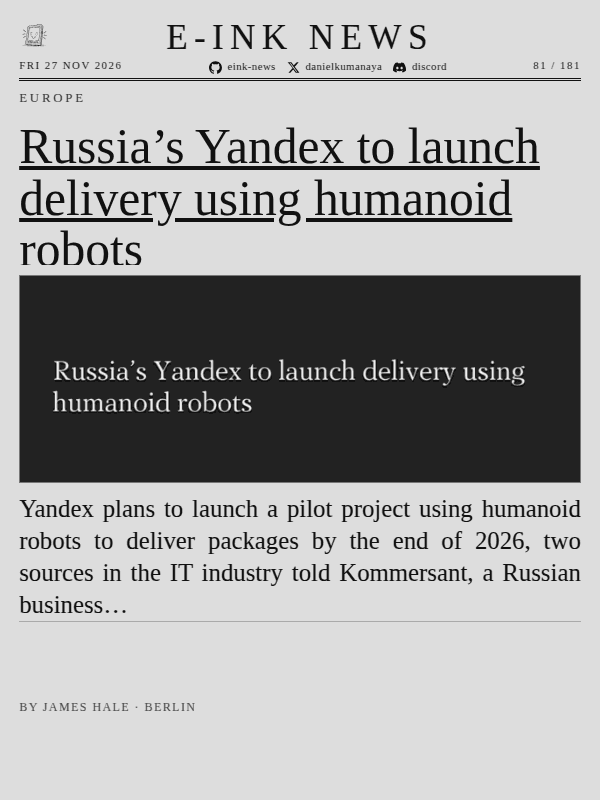 E-INK NEWS
FRI 27 NOV 2026
eink-news danielkumanaya discord
81 / 181
EUROPE
Russia’s Yandex to launch
delivery using humanoid
robots
Russia’s Yandex to launch delivery using
humanoid robots
Yandex plans to launch a pilot project using humanoid
robots to deliver packages by the end of 2026, two
sources in the IT industry told Kommersant, a Russian
business…
BY JAMES HALE · BERLIN